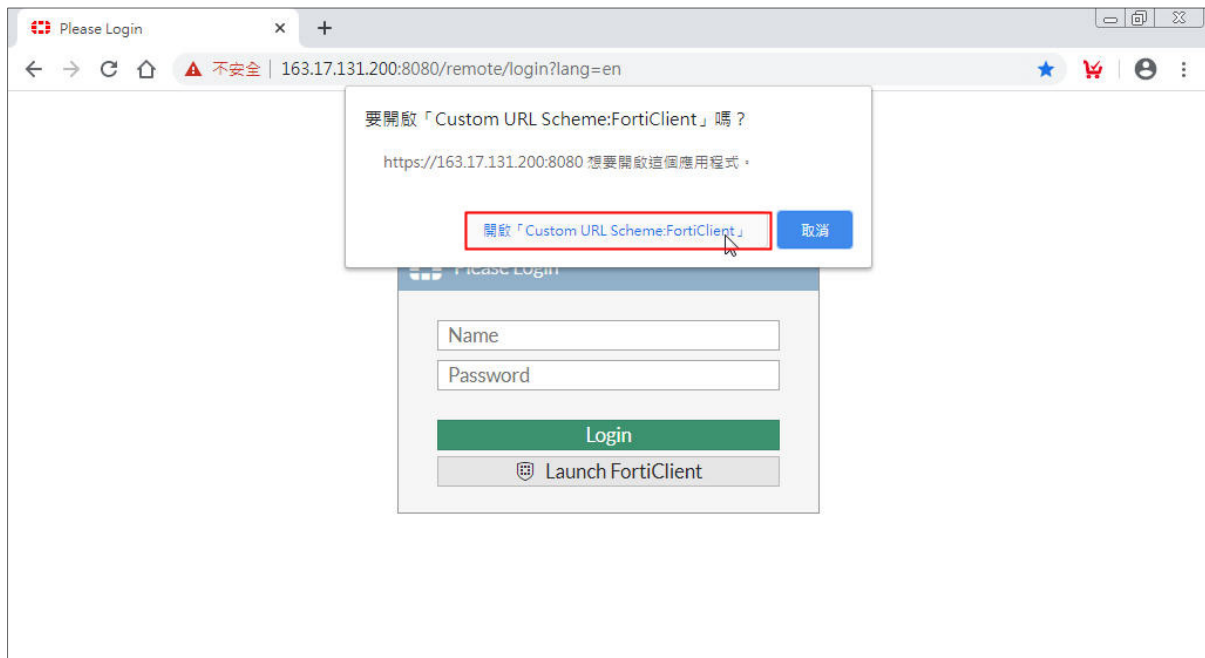 Please Login
不安全 | 163.17.131.200:8080/remote/login?lang=en
要開啟「Custom URL Scheme:FortiClient」嗎？
https://163.17.131.200:8080 想要開啟這個應用程式。
開啟「Custom URL Scheme:FortiClient」
取消
Please Login
Name
Password
Login
Launch FortiClient